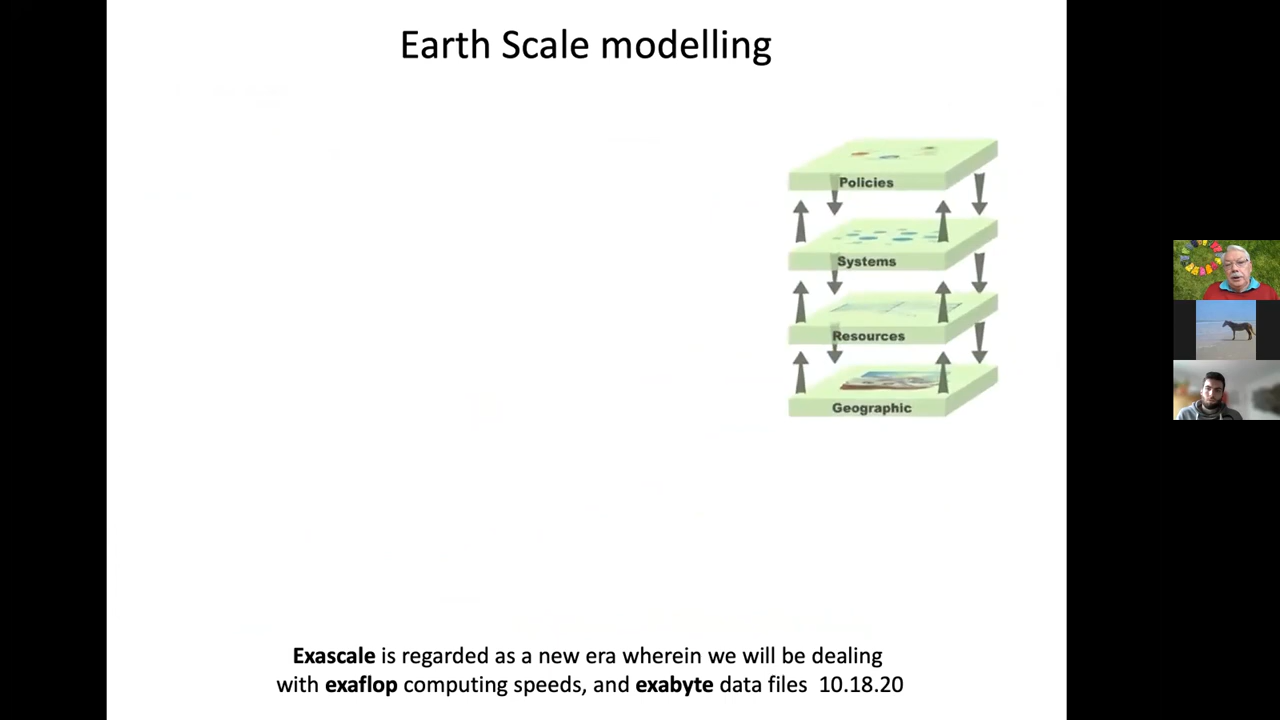 Earth Scale modelling
Policies
Systems
Resources
Geographic
Exascale is regarded as a new era wherein we will be dealing
with exaflop computing speeds, and exabyte data files 10.18.20